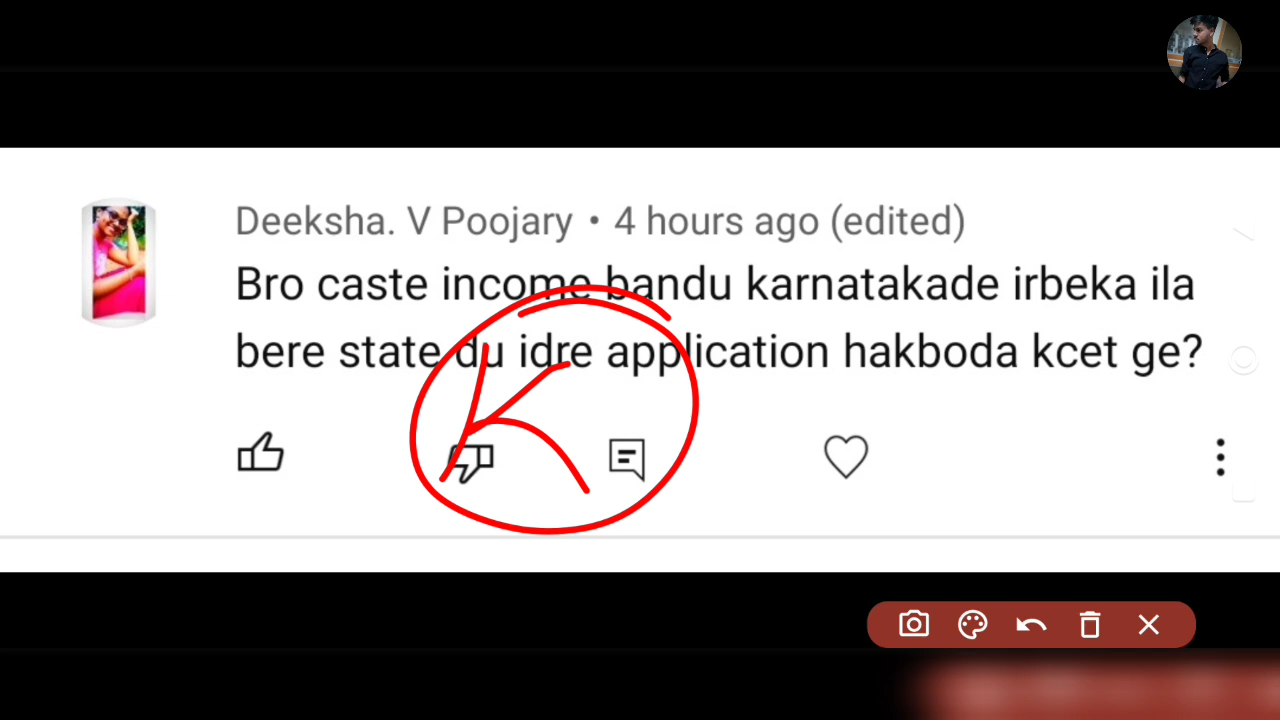 Deeksha. V Poojary • 4 hours ago (edited)
Bro caste income bandu karnatakade irbeka ila
bere state du idre application hakboda kcet ge?
K